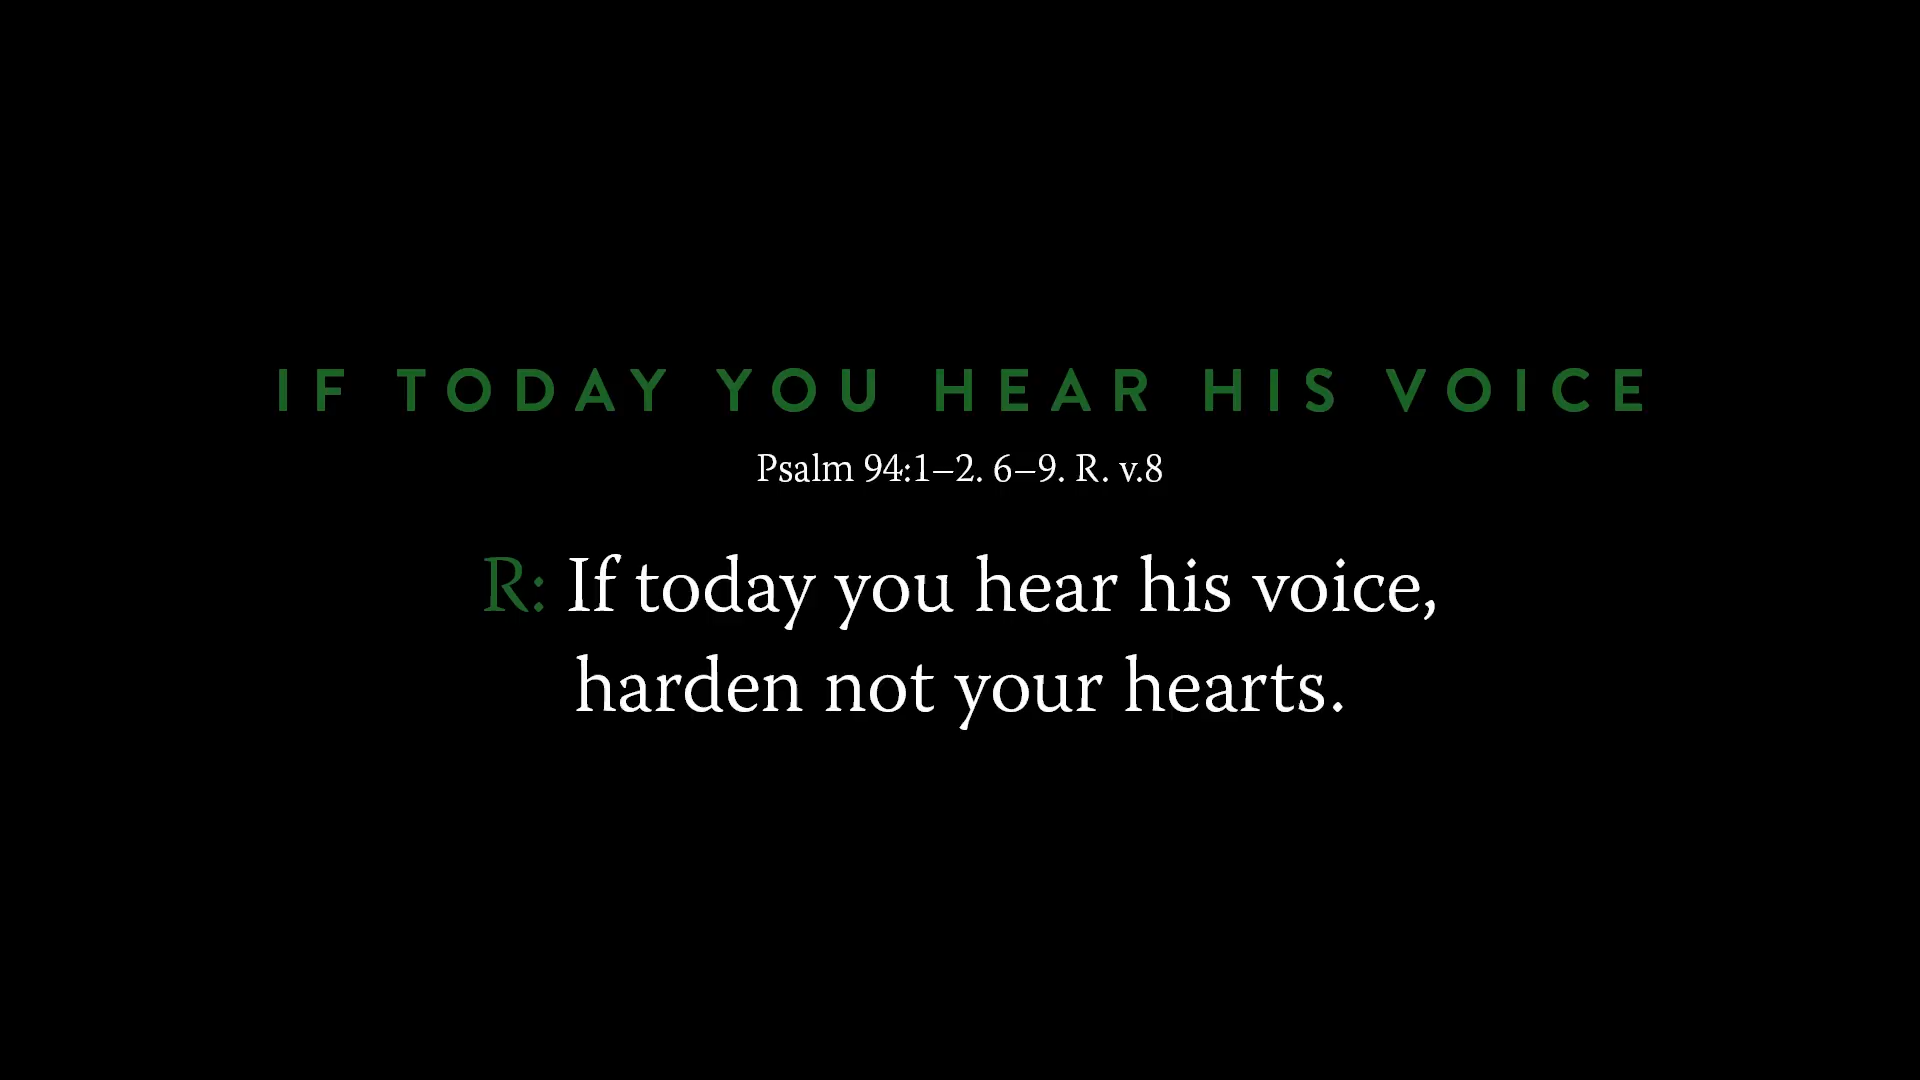 IF TODAY YOU HEAR HIS VOICE
Psalm 94:1–2. 6–9. R. v.8
R: If today you hear his voice,
harden not your hearts.